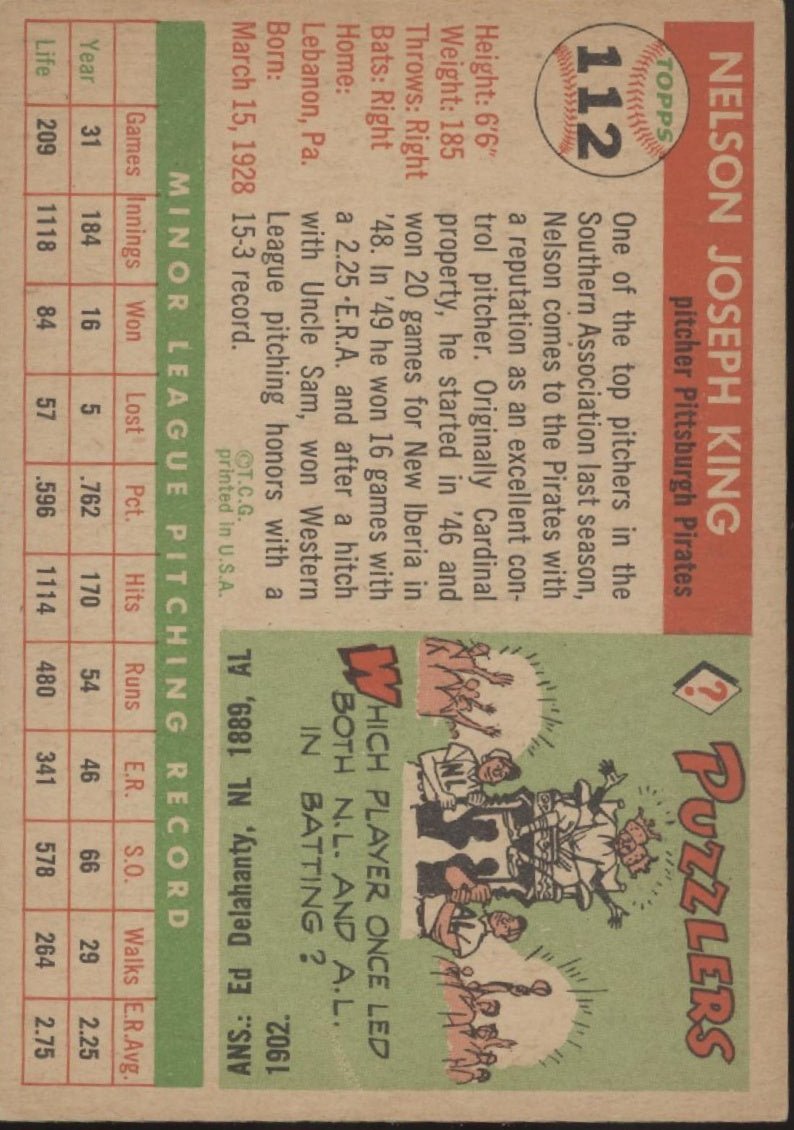 NELSON JOSEPH KING
pitcher Pittsburgh Pirates
TOPPS
112
Height: 6'6"
Weight: 185
Throws: Right
Bats: Right
Home:
Lebanon, Pa.
Born:
March 15, 1928
One of the top pitchers in the
Southern Association last season,
Nelson comes to the Pirates with
a reputation as an excellent con-
trol pitcher. Originally Cardinal
property, he started in '46 and
won 20 games for New Iberia in
'48. In '49 he won 16 games with
a 2.25 E.R.A. and after a hitch
with Uncle Sam, won Western
League pitching honors with a
15-3 record.
©T.C.G.
printed in U.S.A.
?
PUZZLERS
NL
AL
WHICH PLAYER ONCE LED
BOTH N.L. AND A.L.
IN BATTING?
ANS.: Ed Delahanty, NL 1889, AL
1902.
MINOR LEAGUE PITCHING RECORD
Games Innings Won Lost Pct. Hits Runs E.R. S.O. Walks E.R.Avg.
Year 31 184 16 5 .762 170 54 46 66 29 2.25
Life 209 1118 84 57 .596 1114 480 341 578 264 2.75